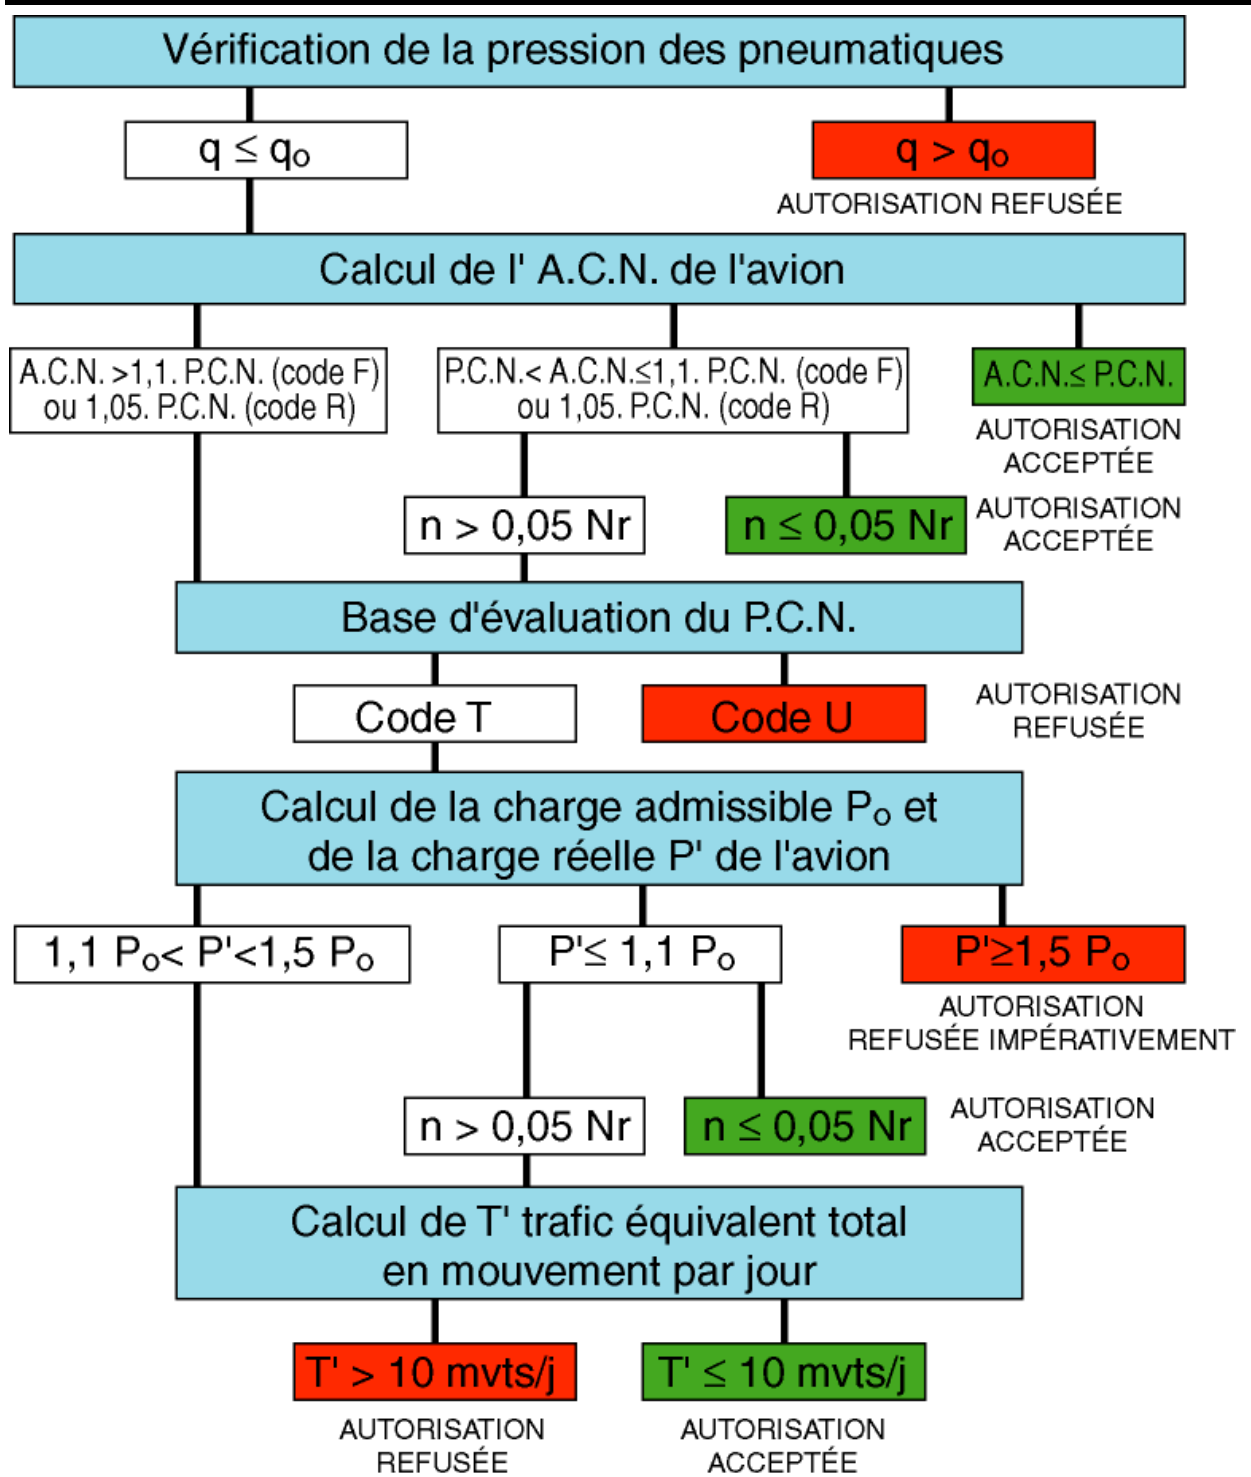 Vérification de la pression des pneumatiques
q ≤ qo
q > qo
AUTORISATION REFUSÉE
Calcul de l' A.C.N. de l'avion
A.C.N. >1,1. P.C.N. (code F)
ou 1,05. P.C.N. (code R)
P.C.N.< A.C.N.≤1,1. P.C.N. (code F)
ou 1,05. P.C.N. (code R)
A.C.N.≤ P.C.N.
AUTORISATION
ACCEPTÉE
n > 0,05 Nr
n ≤ 0,05 Nr
AUTORISATION
ACCEPTÉE
Base d'évaluation du P.C.N.
Code T
Code U
AUTORISATION
REFUSÉE
Calcul de la charge admissible Po et
de la charge réelle P' de l'avion
1,1 Po< P'<1,5 Po
P'≤ 1,1 Po
P'≥1,5 Po
AUTORISATION
REFUSÉE IMPÉRATIVEMENT
n > 0,05 Nr
n ≤ 0,05 Nr
AUTORISATION
ACCEPTÉE
Calcul de T' trafic équivalent total
en mouvement par jour
T' > 10 mvts/j
T' ≤ 10 mvts/j
AUTORISATION
REFUSÉE
AUTORISATION
ACCEPTÉE